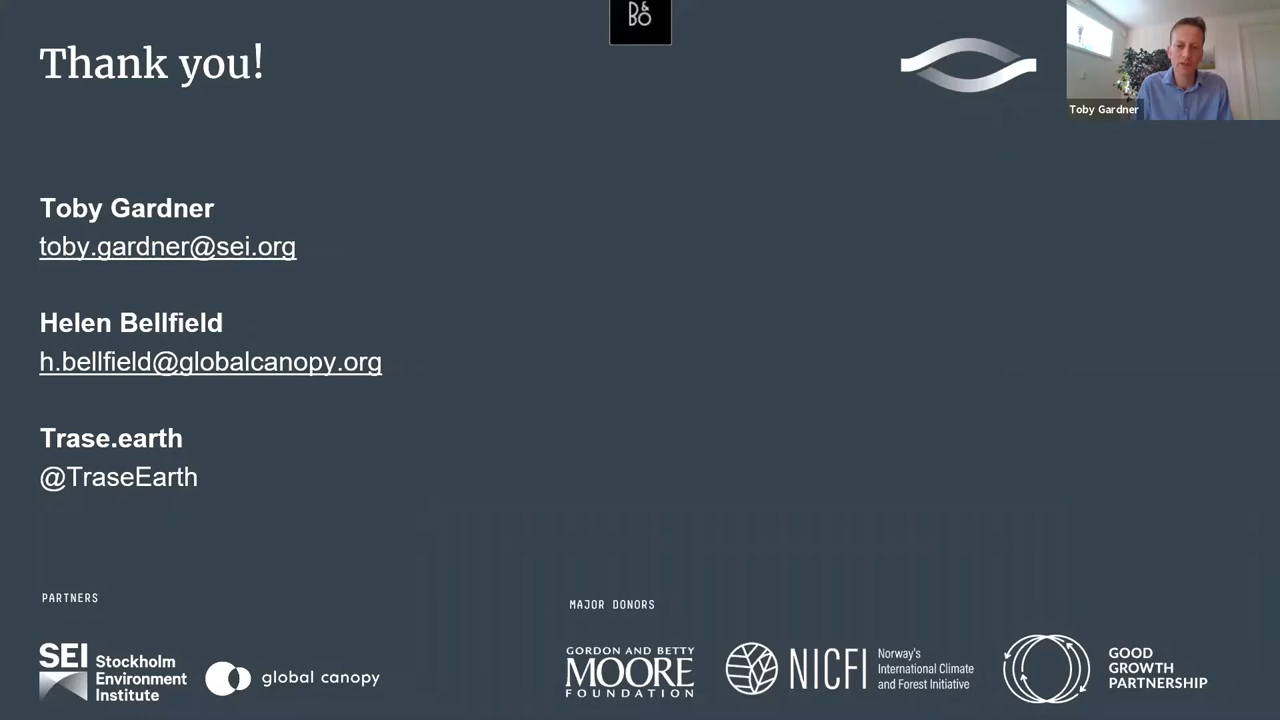 Thank you!
B&O
Toby Gardner
Toby Gardner
toby.gardner@sei.org
Helen Bellfield
h.bellfield@globalcanopy.org
Trase.earth
@TraseEarth
PARTNERS
MAJOR DONORS
SEI Stockholm
Environment
Institute
global canopy
GORDON AND BETTY
MOORE
FOUNDATION
NICFI
Norway's
International Climate
and Forest Initiative
GOOD
GROWTH
PARTNERSHIP